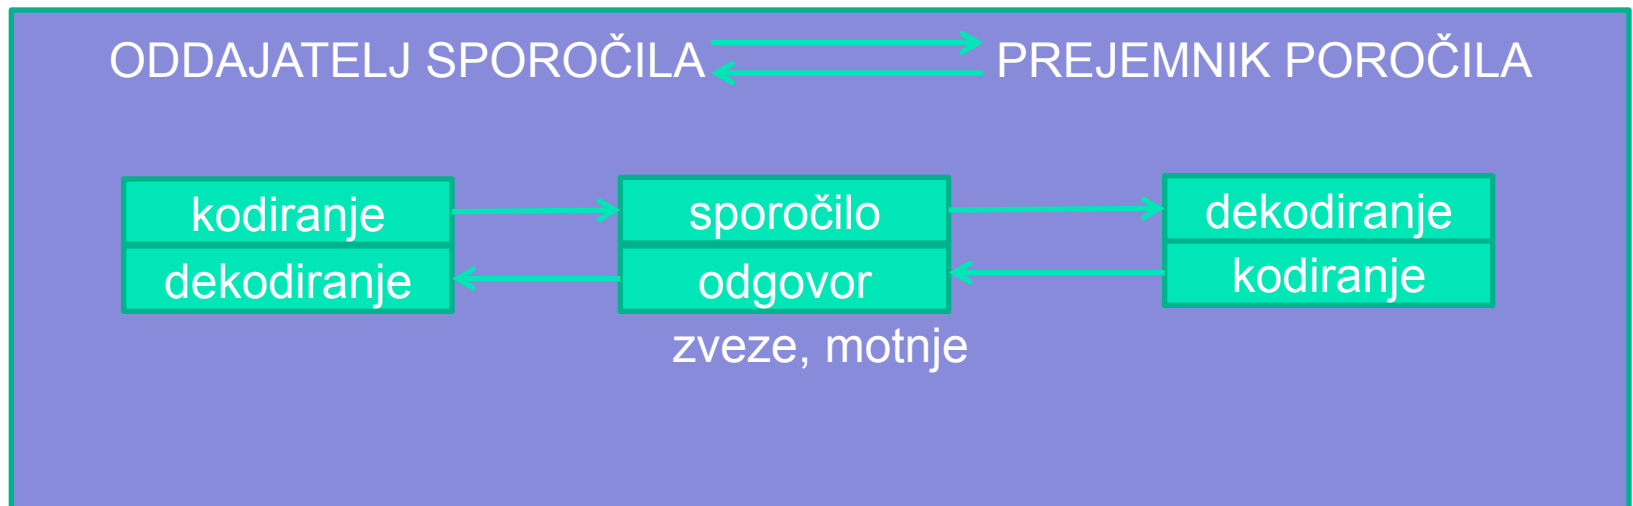 ODDAJATELJ SPOROČILA PREJEMNIK POROČILA
kodiranje sporočilo dekodiranje
dekodiranje odgovor kodiranje
zveze, motnje